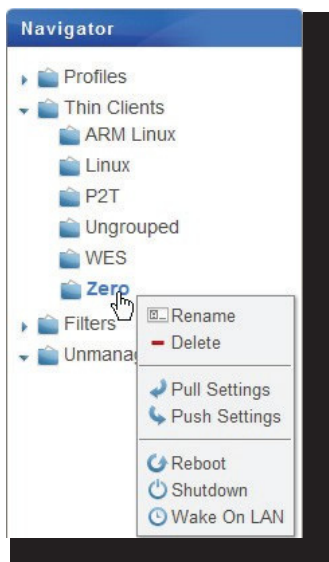 Navigator
Profiles
Thin Clients
ARM Linux
Linux
P2T
Ungrouped
WES
Zero
Filters
Rename
Delete
Pull Settings
Push Settings
Reboot
Shutdown
Wake On LAN